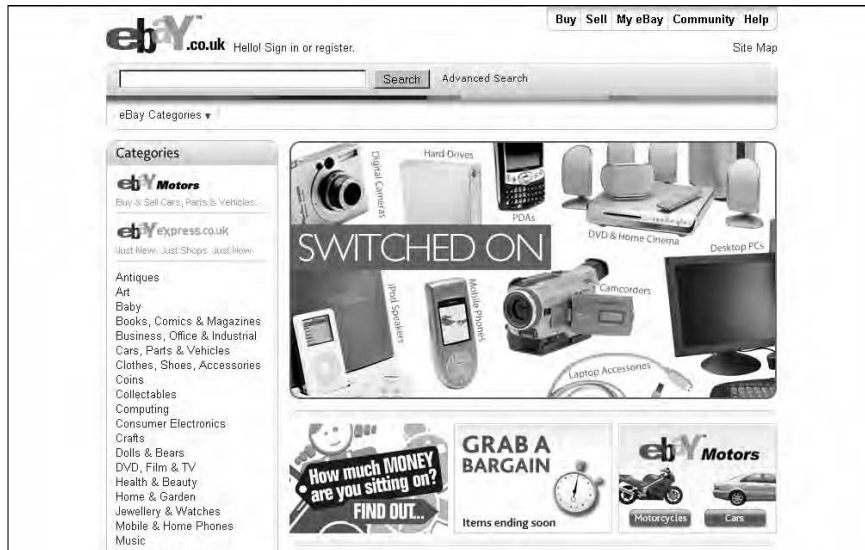 Buy Sell My eBay Community Help
ebay.co.uk Hello! Sign in or register.
Site Map
Search Advanced Search
eBay Categories ▾
Categories
ebay Motors
Buy & Sell Cars, Parts & Vehicles.
ebay express.co.uk
Just New. Just Shops. Just Now.
Antiques
Art
Baby
Books, Comics & Magazines
Business, Office & Industrial
Cars, Parts & Vehicles
Clothes, Shoes, Accessories
Coins
Collectables
Computing
Consumer Electronics
Crafts
Dolls & Bears
DVD, Film & TV
Health & Beauty
Home & Garden
Jewellery & Watches
Mobile & Home Phones
Music
Digital Cameras
Hard Drives
PDAs
DVD & Home Cinema
Desktop PCs
SWITCHED ON
iPod Speakers
Mobile Phones
Camcorders
Laptop Accessories
How much MONEY
are you sitting on?
FIND OUT...
GRAB A
BARGAIN
Items ending soon
ebay Motors
Motorcycles
Cars